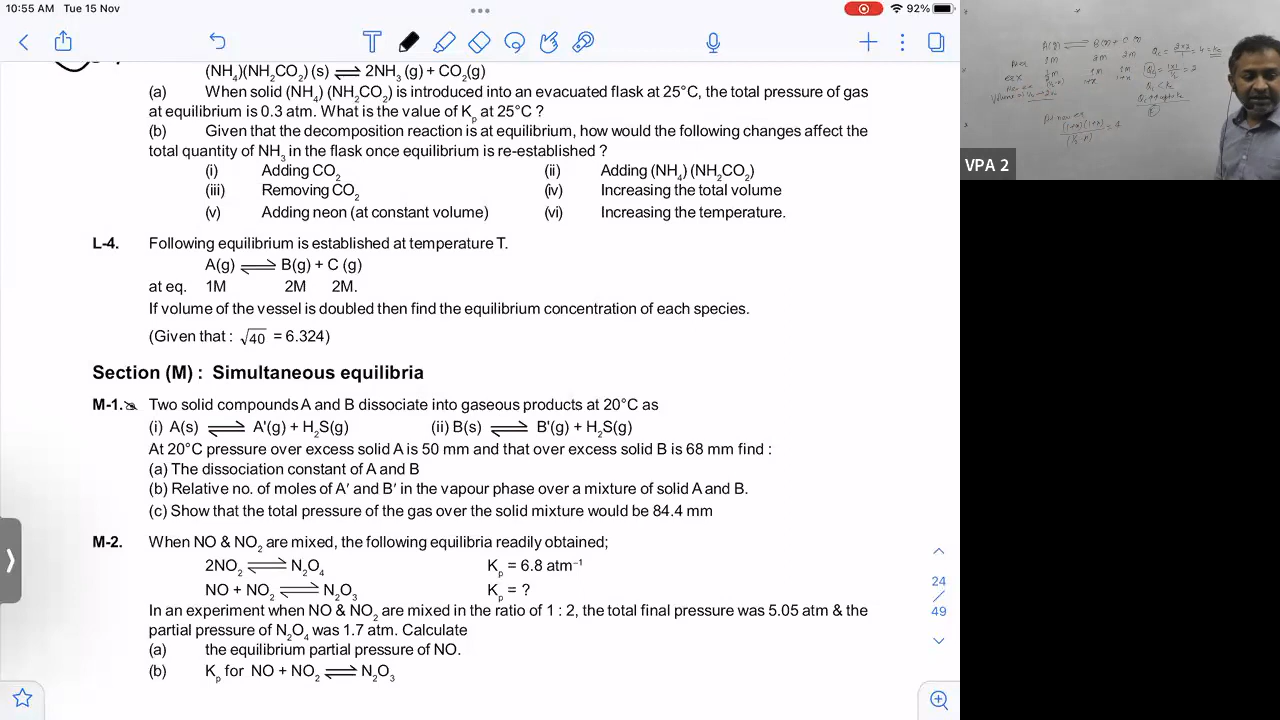 10:55 AM Tue 15 Nov
92%
(NH₄)(NH₂CO₂) (s) ⇌ 2NH₃ (g) + CO₂(g)
(a) When solid (NH₄) (NH₂CO₂) is introduced into an evacuated flask at 25°C, the total pressure of gas
at equilibrium is 0.3 atm. What is the value of Kₚ at 25°C ?
(b) Given that the decomposition reaction is at equilibrium, how would the following changes affect the
total quantity of NH₃ in the flask once equilibrium is re-established ?
(i) Adding CO₂ (ii) Adding (NH₄) (NH₂CO₂)
(iii) Removing CO₂ (iv) Increasing the total volume
(v) Adding neon (at constant volume) (vi) Increasing the temperature.
L-4. Following equilibrium is established at temperature T.
A(g) ⇌ B(g) + C (g)
at eq. 1M 2M 2M.
If volume of the vessel is doubled then find the equilibrium concentration of each species.
(Given that : √40 = 6.324)
Section (M) : Simultaneous equilibria
M-1. Two solid compounds A and B dissociate into gaseous products at 20°C as
(i) A(s) ⇌ A'(g) + H₂S(g) (ii) B(s) ⇌ B'(g) + H₂S(g)
At 20°C pressure over excess solid A is 50 mm and that over excess solid B is 68 mm find :
(a) The dissociation constant of A and B
(b) Relative no. of moles of A′ and B′ in the vapour phase over a mixture of solid A and B.
(c) Show that the total pressure of the gas over the solid mixture would be 84.4 mm
M-2. When NO & NO₂ are mixed, the following equilibria readily obtained;
2NO₂ ⇌ N₂O₄ Kₚ = 6.8 atm⁻¹
NO + NO₂ ⇌ N₂O₃ Kₚ = ?
In an experiment when NO & NO₂ are mixed in the ratio of 1 : 2, the total final pressure was 5.05 atm & the
partial pressure of N₂O₄ was 1.7 atm. Calculate
(a) the equilibrium partial pressure of NO.
(b) Kₚ for NO + NO₂ ⇌ N₂O₃
24
/
49
VPA 2
A(g) ⇌ B(g) + C(g)
1M 2M 2M